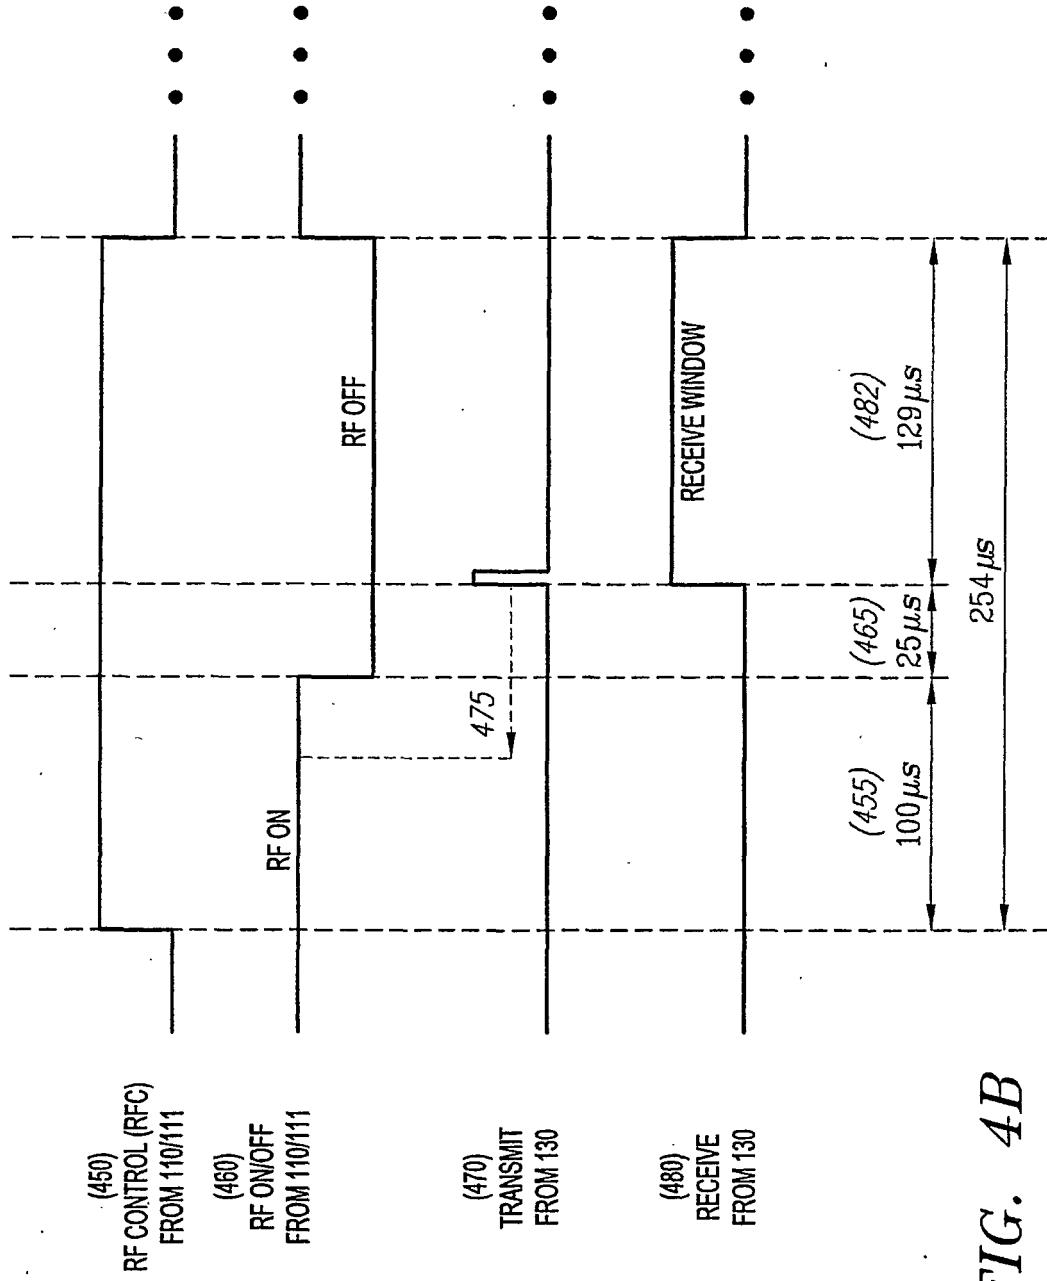 (450)
RF CONTROL (RFC)
FROM 110/111
(460)
RF ON/OFF
FROM 110/111
RF ON
RF OFF
(470)
TRANSMIT
FROM 130
475
(480)
RECEIVE
FROM 130
RECEIVE WINDOW
(455)
100μs
(465)
25μs
(482)
129μs
254μs
FIG. 4B